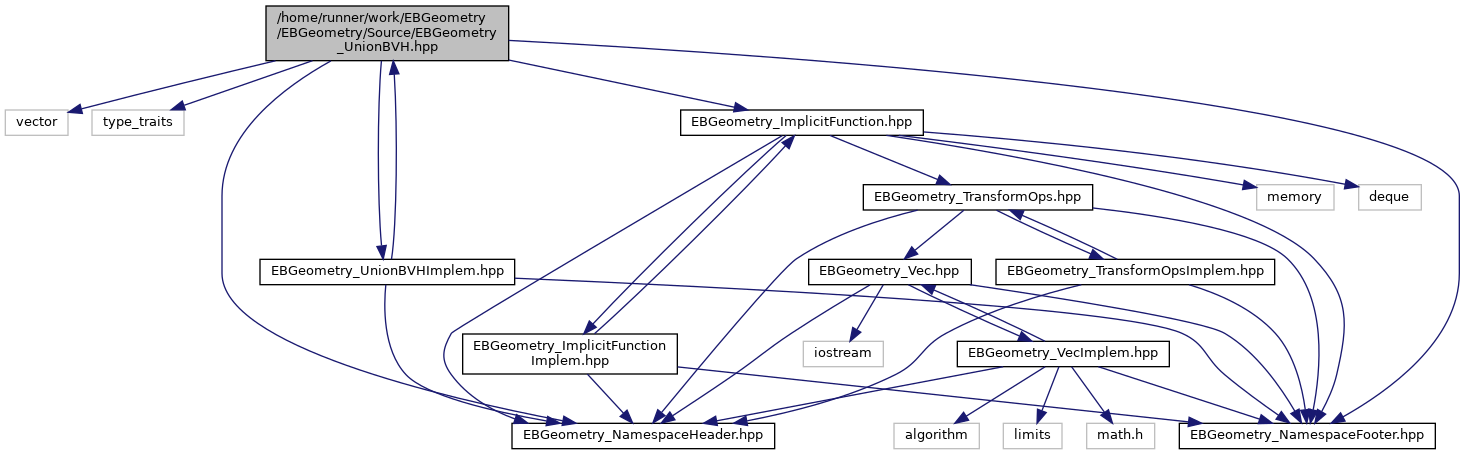 /home/runner/work/EBGeometry
/EBGeometry/Source/EBGeometry
_UnionBVH.hpp
vector
type_traits
EBGeometry_ImplicitFunction.hpp
EBGeometry_TransformOps.hpp
memory
deque
EBGeometry_UnionBVHImplem.hpp
EBGeometry_Vec.hpp
EBGeometry_TransformOpsImplem.hpp
EBGeometry_ImplicitFunction
Implem.hpp
iostream
EBGeometry_VecImplem.hpp
EBGeometry_NamespaceHeader.hpp
algorithm
limits
math.h
EBGeometry_NamespaceFooter.hpp